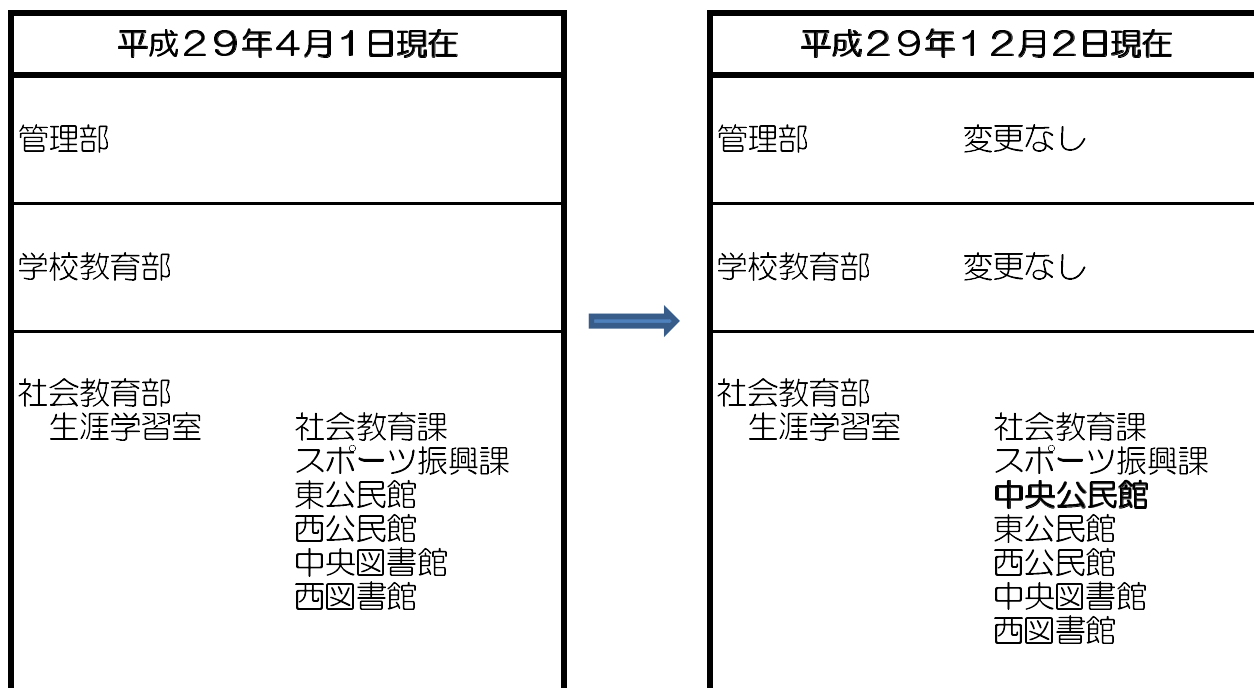 平成２９年４月１日現在
管理部
学校教育部
社会教育部
生涯学習室 社会教育課
スポーツ振興課
東公民館
西公民館
中央図書館
西図書館
平成２９年１２月２日現在
管理部 変更なし
学校教育部 変更なし
社会教育部
生涯学習室 社会教育課
スポーツ振興課
中央公民館
東公民館
西公民館
中央図書館
西図書館